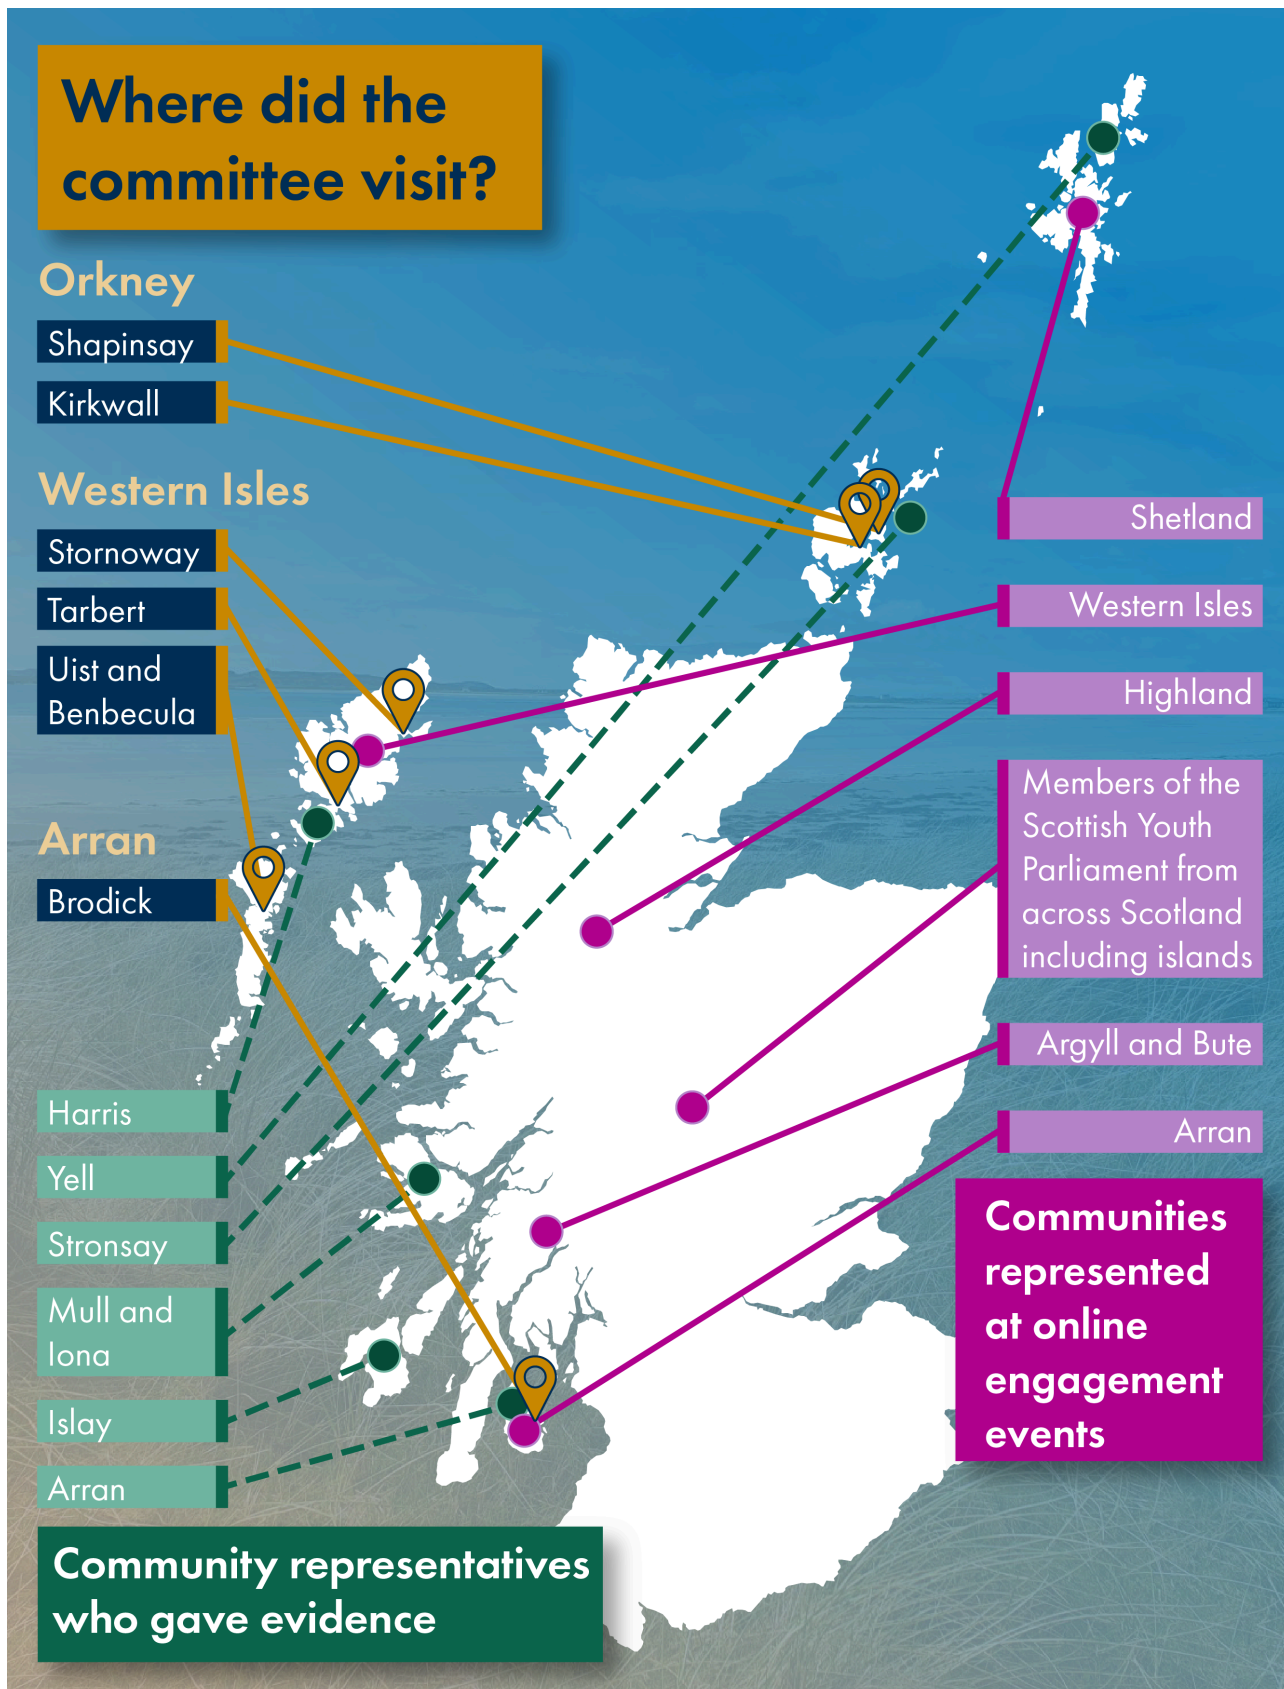 Where did the
committee visit?
Orkney
Shapinsay
Kirkwall
Western Isles
Stornoway
Tarbert
Uist and
Benbecula
Arran
Brodick
Harris
Yell
Stronsay
Mull and
Iona
Islay
Arran
Community representatives
who gave evidence
Shetland
Western Isles
Highland
Members of the
Scottish Youth
Parliament from
across Scotland
including islands
Argyll and Bute
Arran
Communities
represented
at online
engagement
events